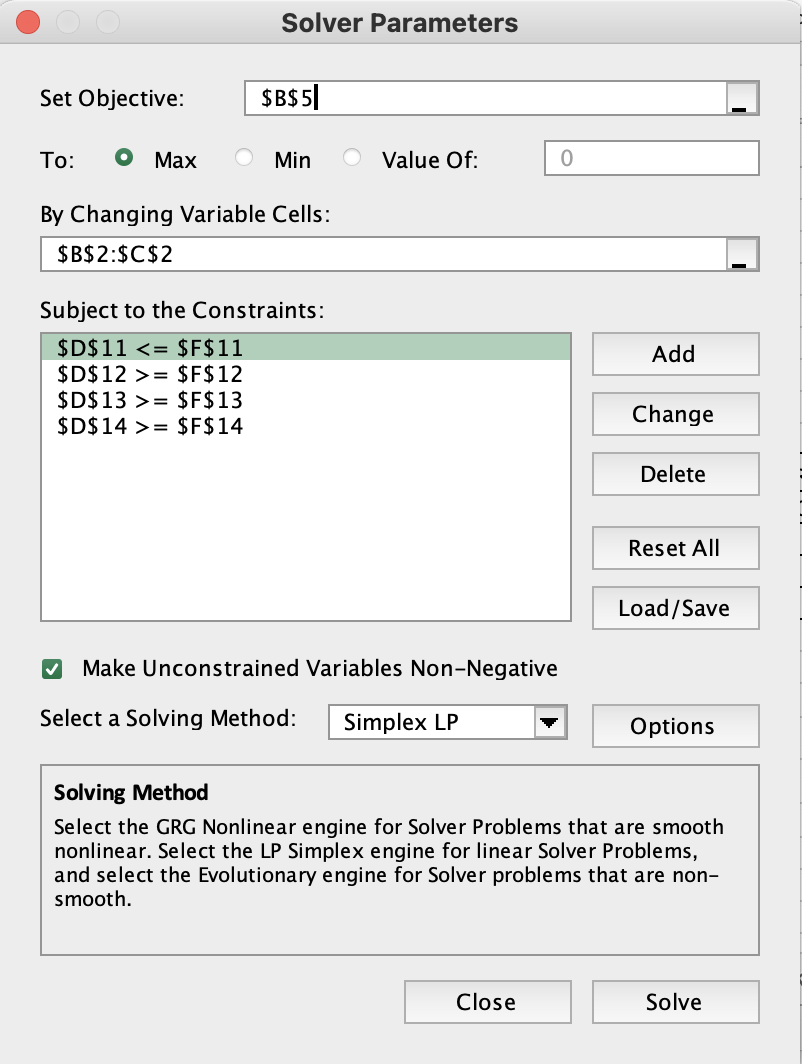 Solver Parameters
Set Objective: $B$5
To: Max Min Value Of: 0
By Changing Variable Cells:
$B$2:$C$2
Subject to the Constraints:
$D$11 <= $F$11
$D$12 >= $F$12
$D$13 >= $F$13
$D$14 >= $F$14
Add
Change
Delete
Reset All
Load/Save
Make Unconstrained Variables Non-Negative
Select a Solving Method: Simplex LP Options
Solving Method
Select the GRG Nonlinear engine for Solver Problems that are smooth
nonlinear. Select the LP Simplex engine for linear Solver Problems,
and select the Evolutionary engine for Solver problems that are non-
smooth.
Close Solve